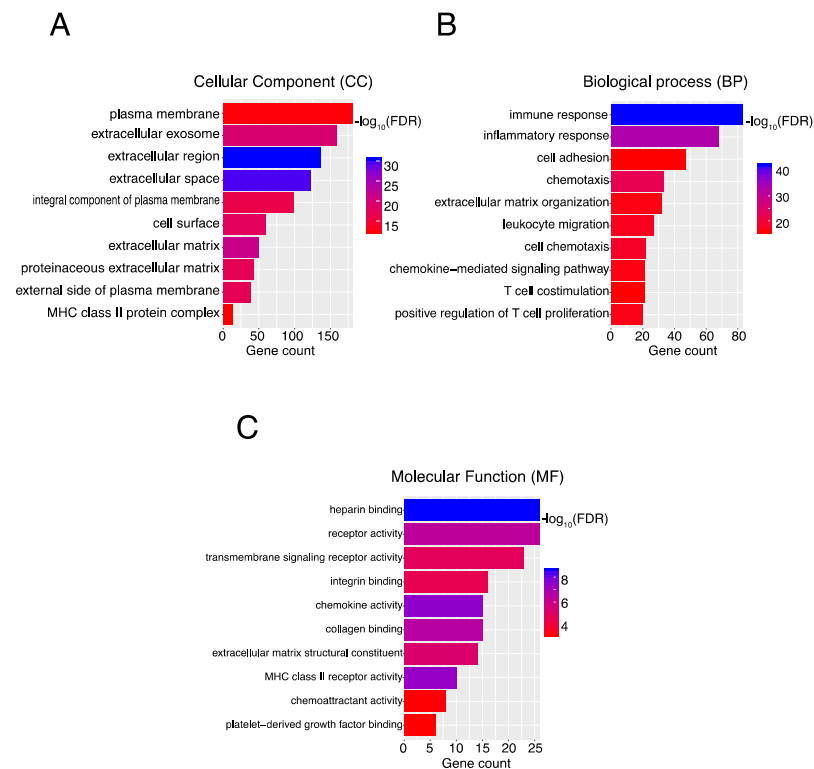 A
Cellular Component (CC)
plasma membrane
extracellular exosome
extracellular region
extracellular space
integral component of plasma membrane
cell surface
extracellular matrix
proteinaceous extracellular matrix
external side of plasma membrane
MHC class II protein complex
0 50 100 150
Gene count
-log10(FDR)
30
25
20
15
B
Biological process (BP)
immune response
inflammatory response
cell adhesion
chemotaxis
extracellular matrix organization
leukocyte migration
cell chemotaxis
chemokine−mediated signaling pathway
T cell costimulation
positive regulation of T cell proliferation
0 20 40 60 80
Gene count
-log10(FDR)
40
30
20
C
Molecular Function (MF)
heparin binding
receptor activity
transmembrane signaling receptor activity
integrin binding
chemokine activity
collagen binding
extracellular matrix structural constituent
MHC class II receptor activity
chemoattractant activity
platelet−derived growth factor binding
0 5 10 15 20 25
Gene count
-log10(FDR)
8
6
4